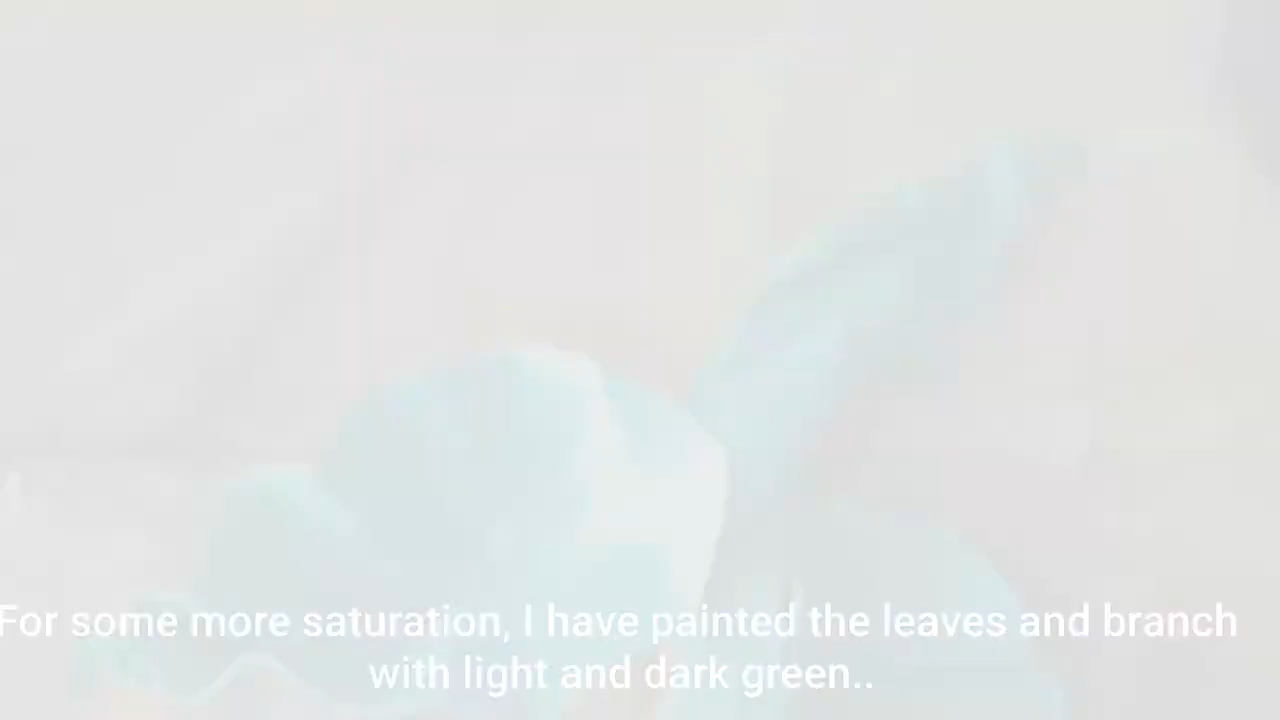 For some more saturation, I have painted the leaves and branch
with light and dark green..